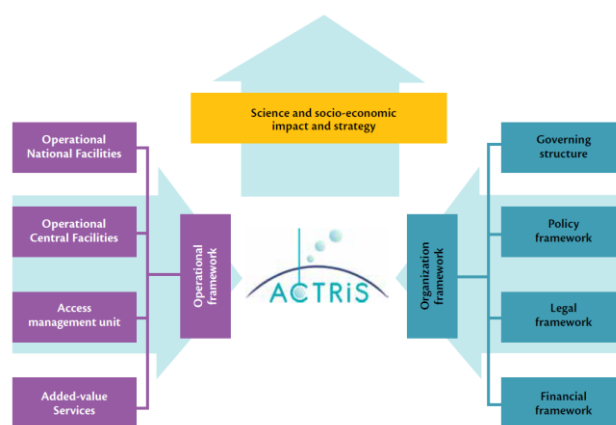 Science and socio-economic
impact and strategy
Operational
National Facilities
Operational
Central Facilities
Access
management unit
Added-value
Services
Operational
framework
ACTRiS
Organization
framework
Governing
structure
Policy
framework
Legal
framework
Financial
framework